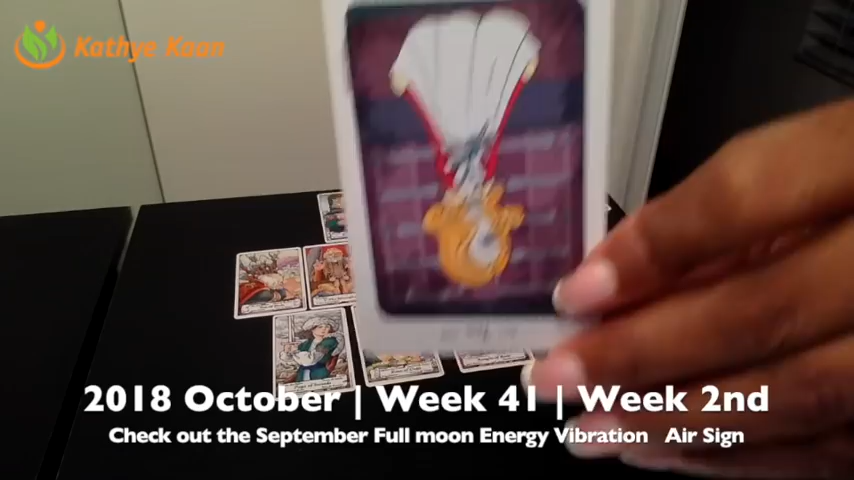 Kathye Kaan
2018 October | Week 41 | Week 2nd
Check out the September Full moon Energy Vibration Air Sign